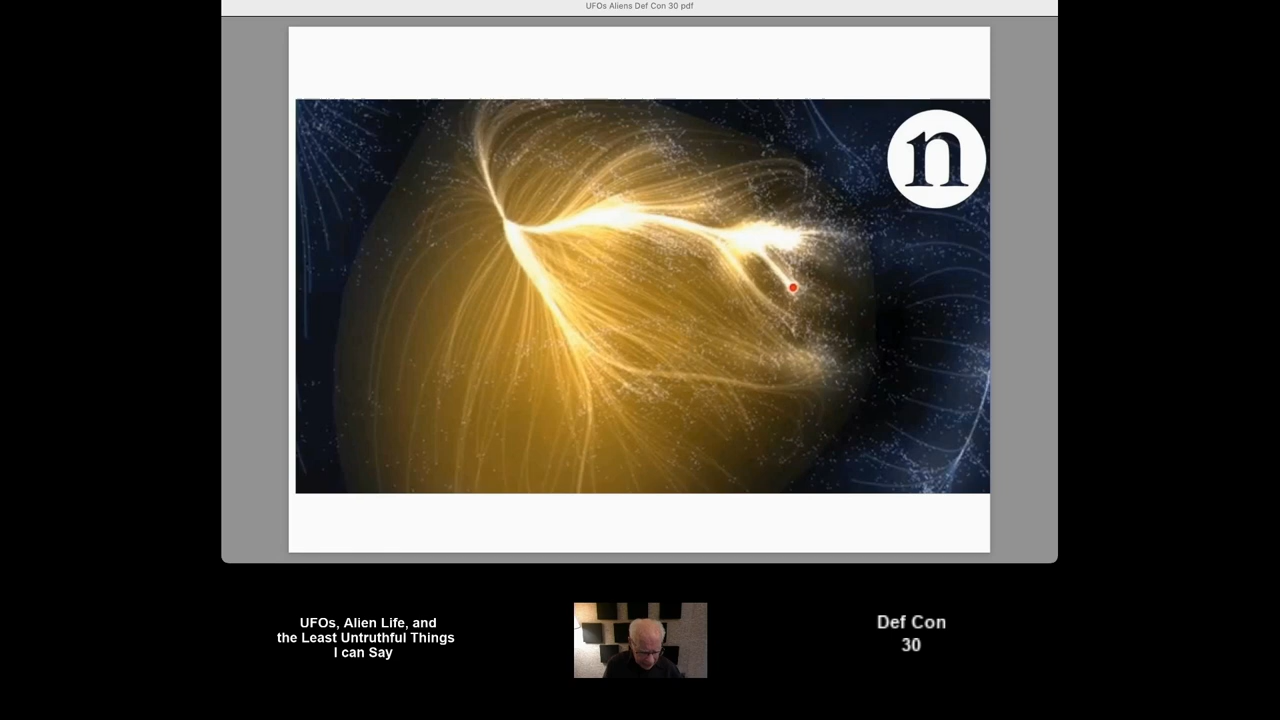 UFOs Aliens Def Con 30 pdf
n
UFOs, Alien Life, and
the Least Untruthful Things
I can Say
Def Con
30